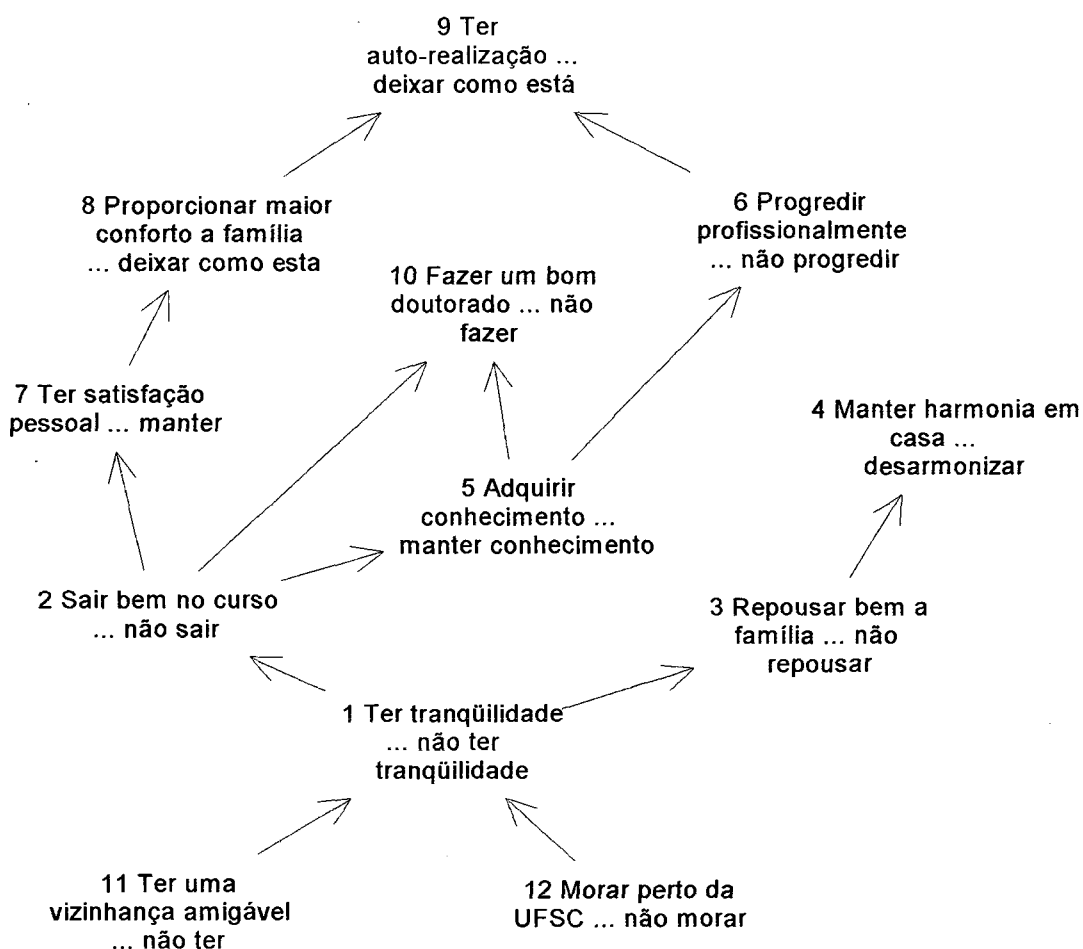 9 Ter
auto-realização ...
deixar como está
8 Proporcionar maior
conforto a família
... deixar como esta
6 Progredir
profissionalmente
... não progredir
10 Fazer um bom
doutorado ... não
fazer
7 Ter satisfação
pessoal ... manter
4 Manter harmonia em
casa ...
desarmonizar
5 Adquirir
conhecimento ...
manter conhecimento
2 Sair bem no curso
... não sair
3 Repousar bem a
família ... não
repousar
1 Ter tranqüilidade
... não ter
tranqüilidade
11 Ter uma
vizinhança amigável
... não ter
12 Morar perto da
UFSC ... não morar